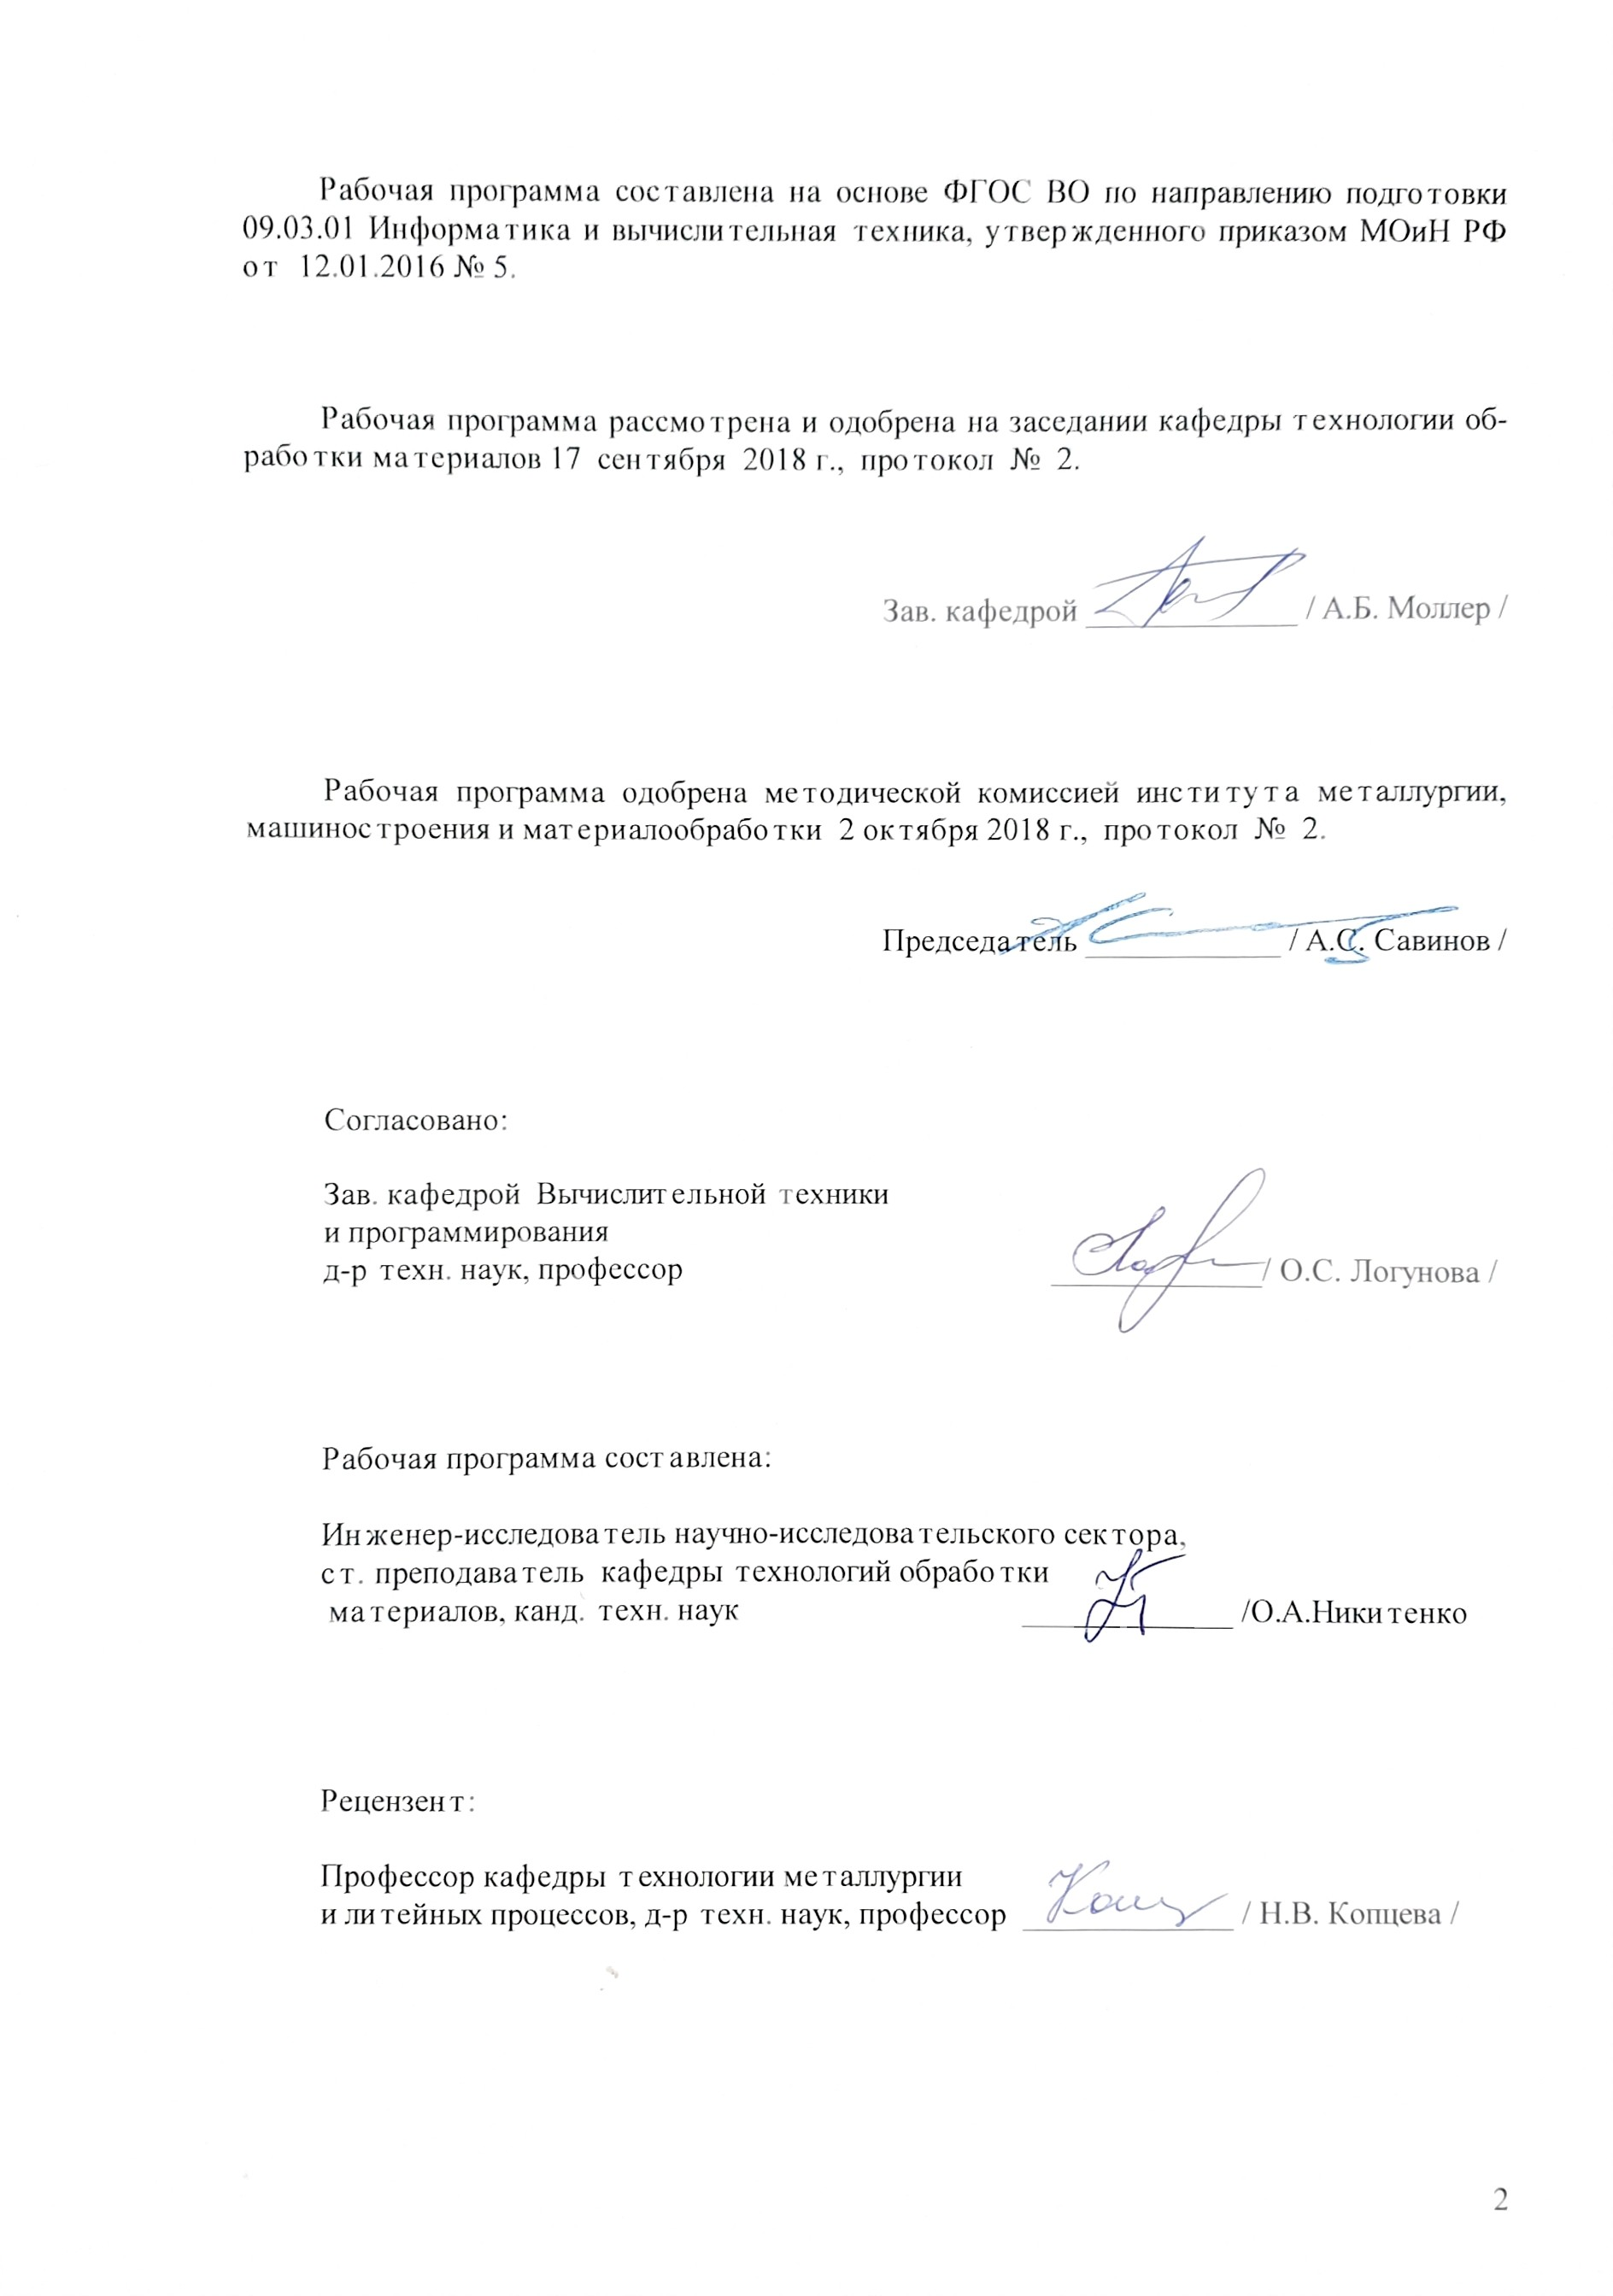 Рабочая программа составлена на основе ФГОС ВО по направлению подготовки
09.03.01 Информатика и вычислительная техника, утвержденного приказом МОиН РФ
от 12.01.2016 № 5.
Рабочая программа рассмотрена и одобрена на заседании кафедры технологии об-
работки материалов 17 сентября 2018 г., протокол № 2.
Зав. кафедрой / А.Б. Моллер /
Рабочая программа одобрена методической комиссией института металлургии,
машиностроения и материалообработки 2 октября 2018 г., протокол № 2.
Председатель / А.С. Савинов /
Согласовано:
Зав. кафедрой Вычислительной техники
и программирования
д-р техн. наук, профессор / О.С. Логунова /
Рабочая программа составлена:
Инженер-исследователь научно-исследовательского сектора,
ст. преподаватель кафедры технологий обработки
материалов, канд. техн. наук /О.А.Никитенко
Рецензент:
Профессор кафедры технологии металлургии
и литейных процессов, д-р техн. наук, профессор / Н.В. Копцева /
2